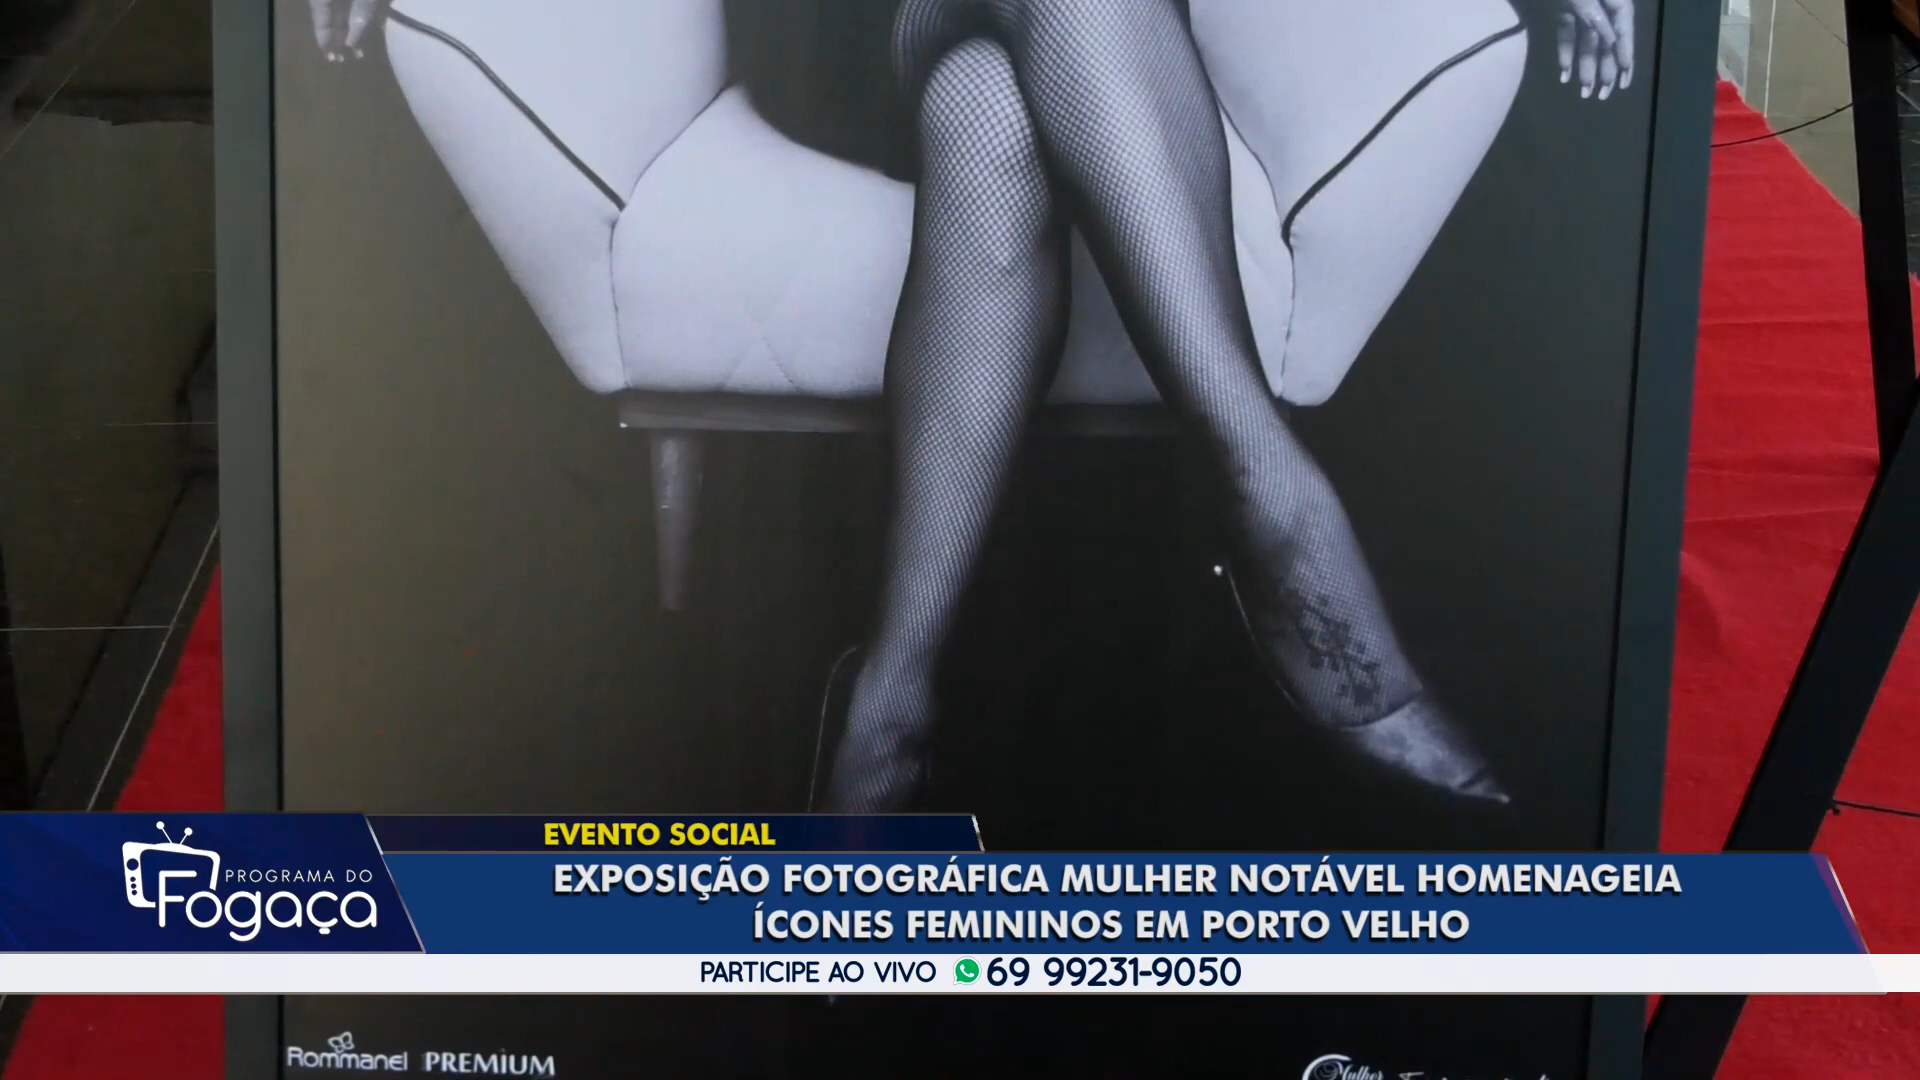 EVENTO SOCIAL
PROGRAMA DO
Fogaça
EXPOSIÇÃO FOTOGRÁFICA MULHER NOTÁVEL HOMENAGEIA
ÍCONES FEMININOS EM PORTO VELHO
PARTICIPE AO VIVO 69 99231-9050
Rommanel PREMIUM
Mulher